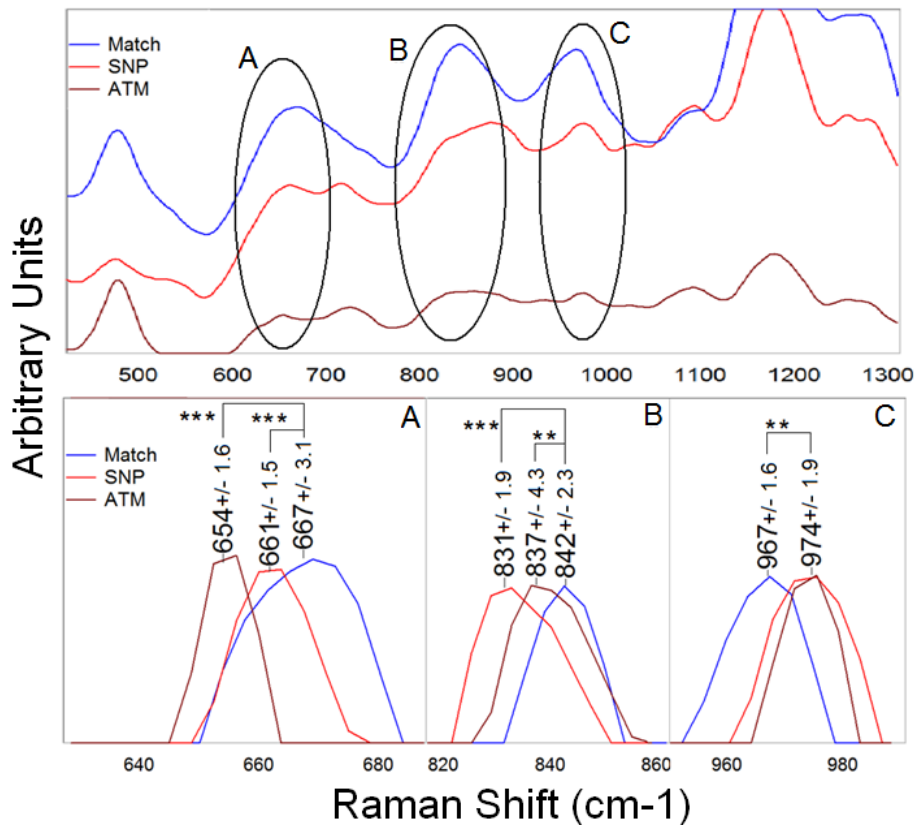 Match
SNP
ATM
A
B
C
Arbitrary Units
500 600 700 800 900 1000 1100 1200 1300
A
Match
SNP
ATM
*** ***
654+/- 1.6
661+/- 1.5
667+/- 3.1
640 660 680
B
*** **
831+/- 1.9
837+/- 4.3
842+/- 2.3
820 840 860
C
**
967+/- 1.6
974+/- 1.9
960 980
Raman Shift (cm-1)